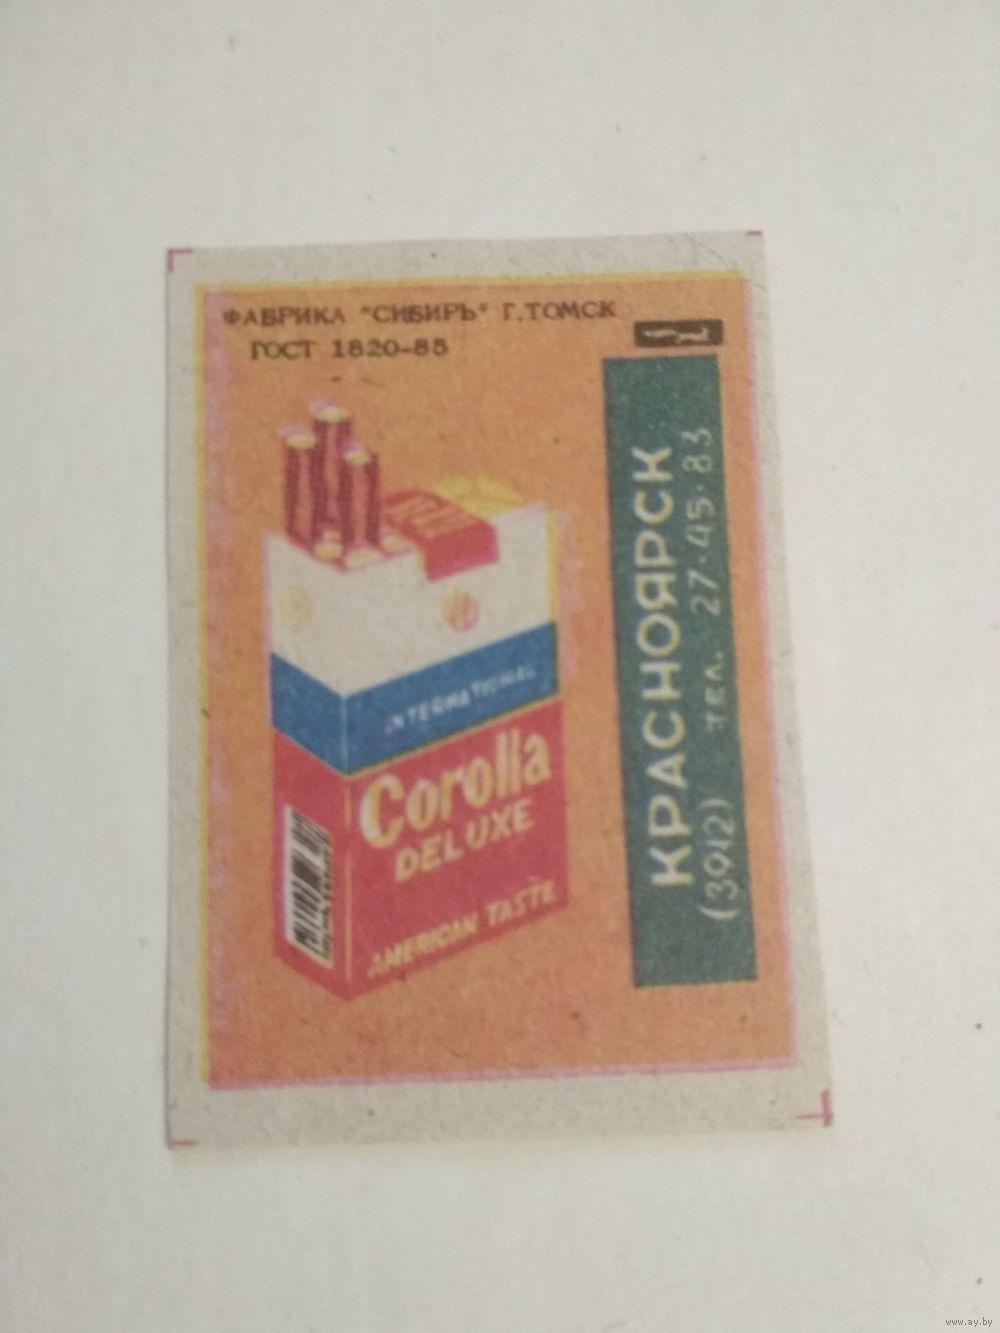 ФАБРИКА "СИБИРЬ" Г.ТОМСК
ГОСТ 1820-85
INTERNATIONAL
Corolla
DELUXE
AMERICAN TASTE
КРАСНОЯРСК
(3912) ТЕЛ. 27·45·83
www.ay.by